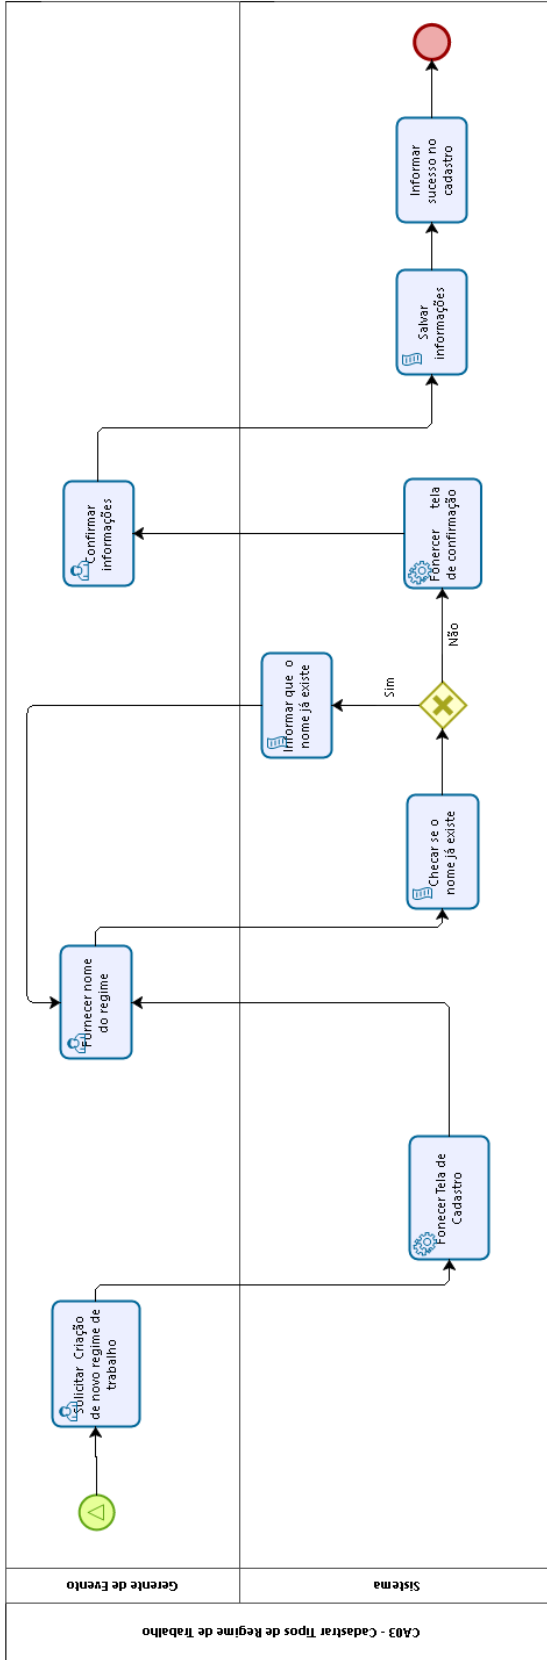 CA03 - Cadastrar Tipos de Regime de Trabalho
Gerente de Evento
Sistema
Solicitar Criação
de novo regime de
trabalho
Fonecer Tela de
Cadastro
Fornecer nome
do regime
Checar se o
nome já existe
Sim
Não
Informar que o
nome já existe
Fonercer tela
de confirmação
Confirmar
informações
Salvar
informações
Informar
sucesso no
cadastro